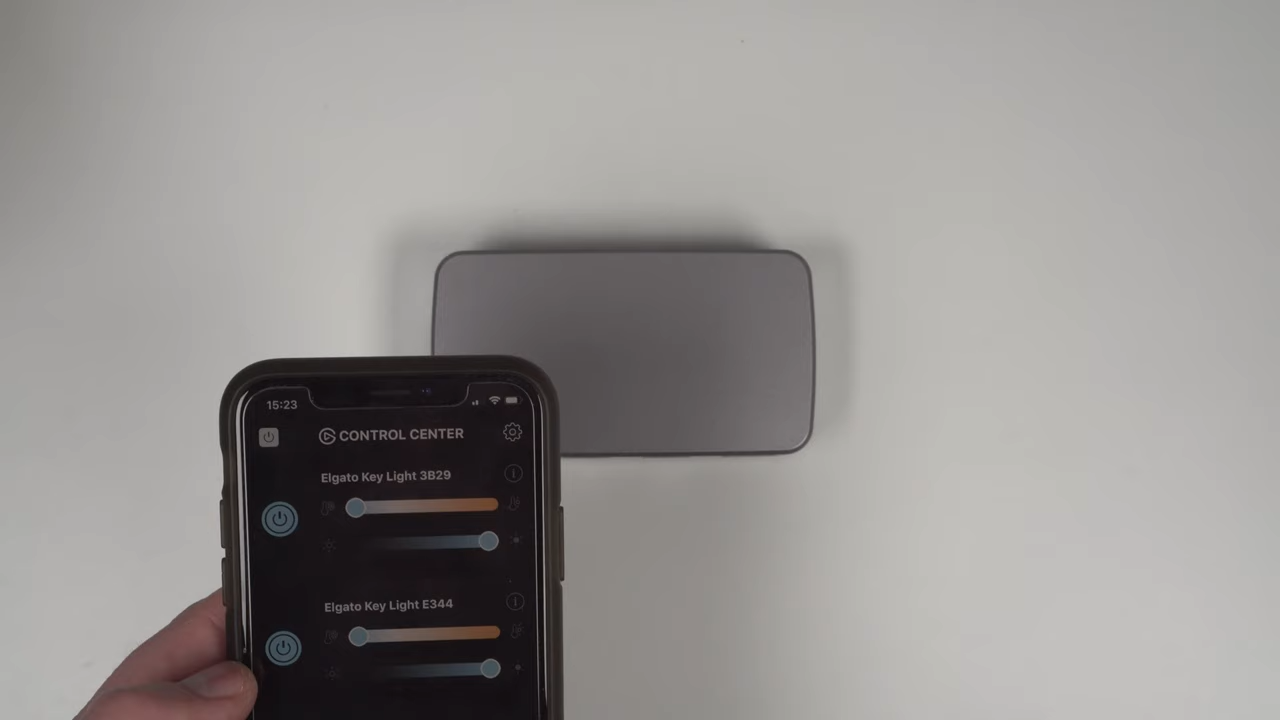 15:23
CONTROL CENTER
Elgato Key Light 3B29
Elgato Key Light E344